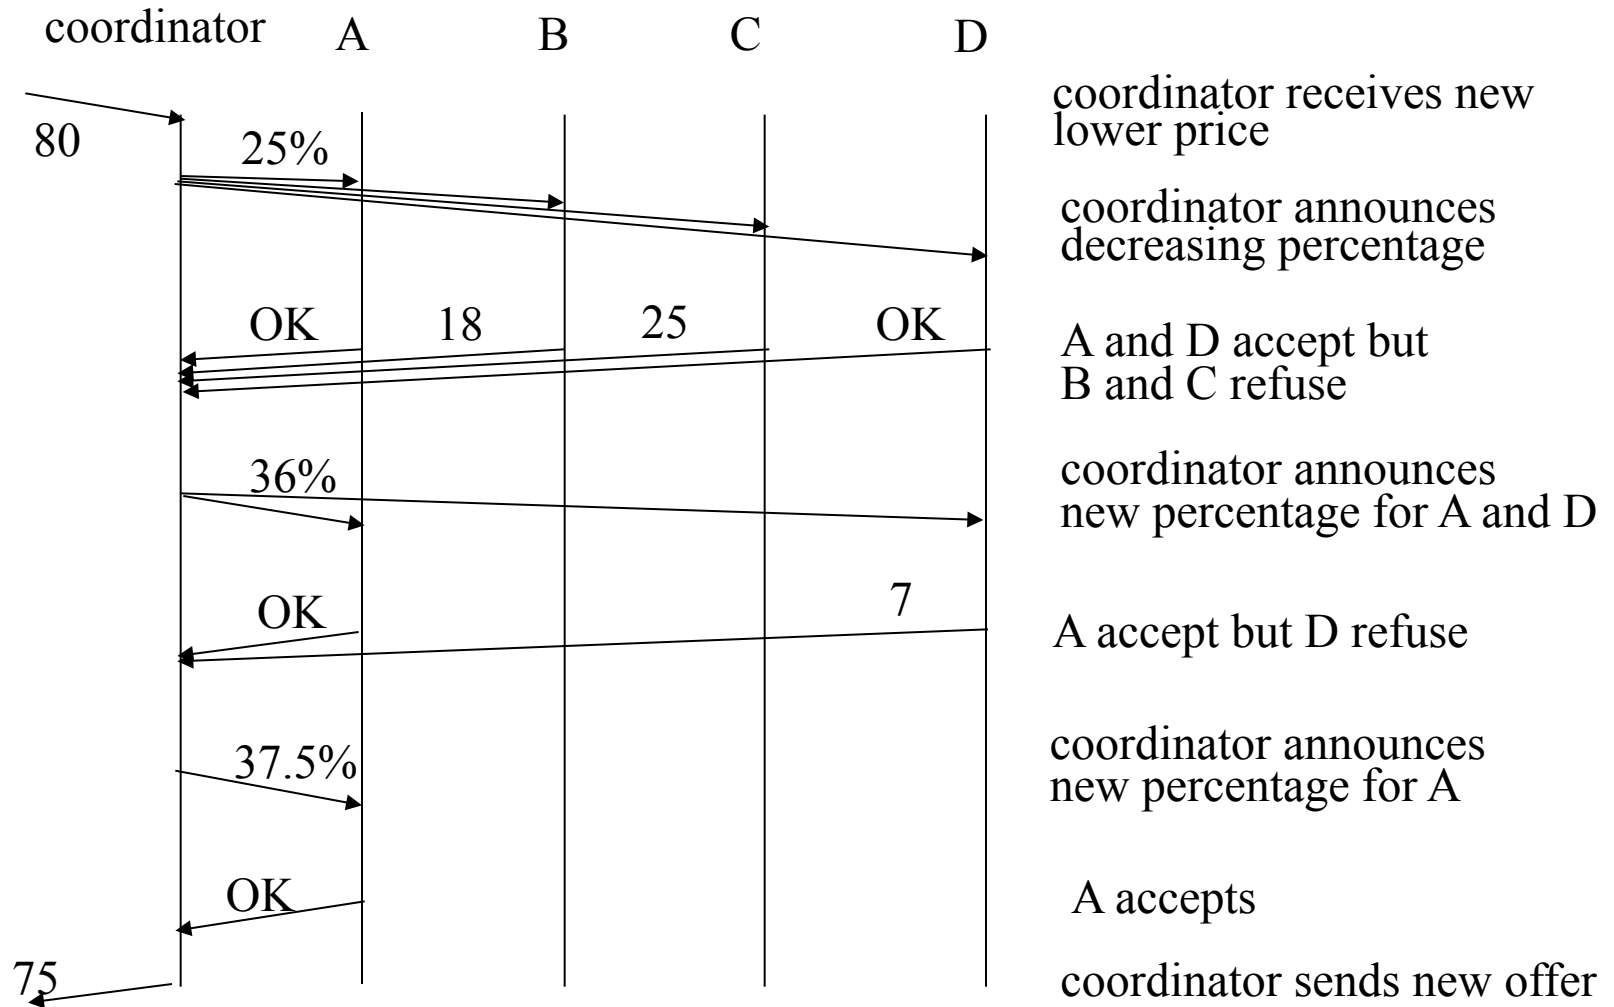 coordinator A B C D
coordinator receives new
lower price
80
25%
coordinator announces
decreasing percentage
OK 18 25 OK
A and D accept but
B and C refuse
36%
coordinator announces
new percentage for A and D
OK
7
A accept but D refuse
37.5%
coordinator announces
new percentage for A
OK
A accepts
75
coordinator sends new offer